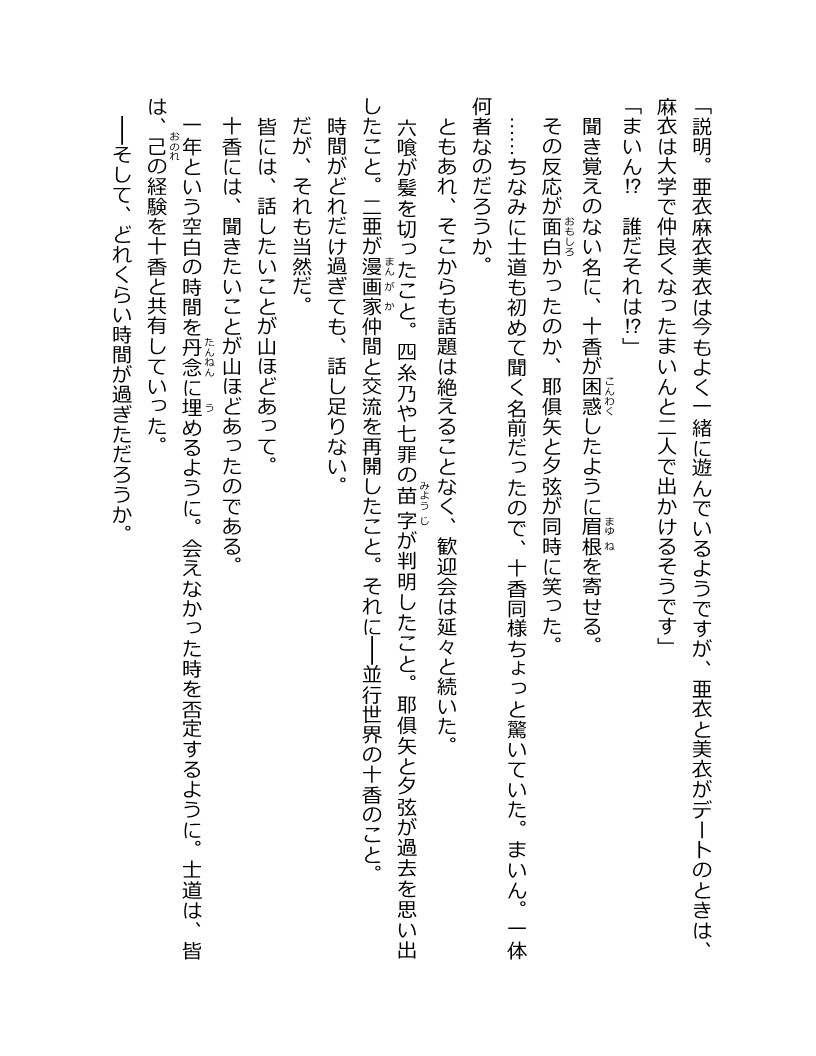 「説明。亜衣麻衣美衣は今もよく一緒に遊んでいるようですが、亜衣と美衣がデートのときは、
麻衣は大学で仲良くなったまいんと二人で出かけるそうです」
「まいん⁉　誰だそれは⁉」
　聞き覚えのない名に、十香が困惑したように眉根を寄せる。
　その反応が面白かったのか、耶倶矢と夕弦が同時に笑った。
　……ちなみに士道も初めて聞く名前だったので、十香同様ちょっと驚いていた。まいん。一体
何者なのだろうか。
　ともあれ、そこからも話題は絶えることなく、歓迎会は延々と続いた。
　六喰が髪を切ったこと。四糸乃や七罪の苗字が判明したこと。耶倶矢と夕弦が過去を思い出
したこと。二亜が漫画家仲間と交流を再開したこと。それに――並行世界の十香のこと。
　時間がどれだけ過ぎても、話し足りない。
　だが、それも当然だ。
　皆には、話したいことが山ほどあって。
　十香には、聞きたいことが山ほどあったのである。
　一年という空白の時間を丹念に埋めるように。会えなかった時を否定するように。士道は、皆
は、己の経験を十香と共有していった。
　――そして、どれくらい時間が過ぎただろうか。